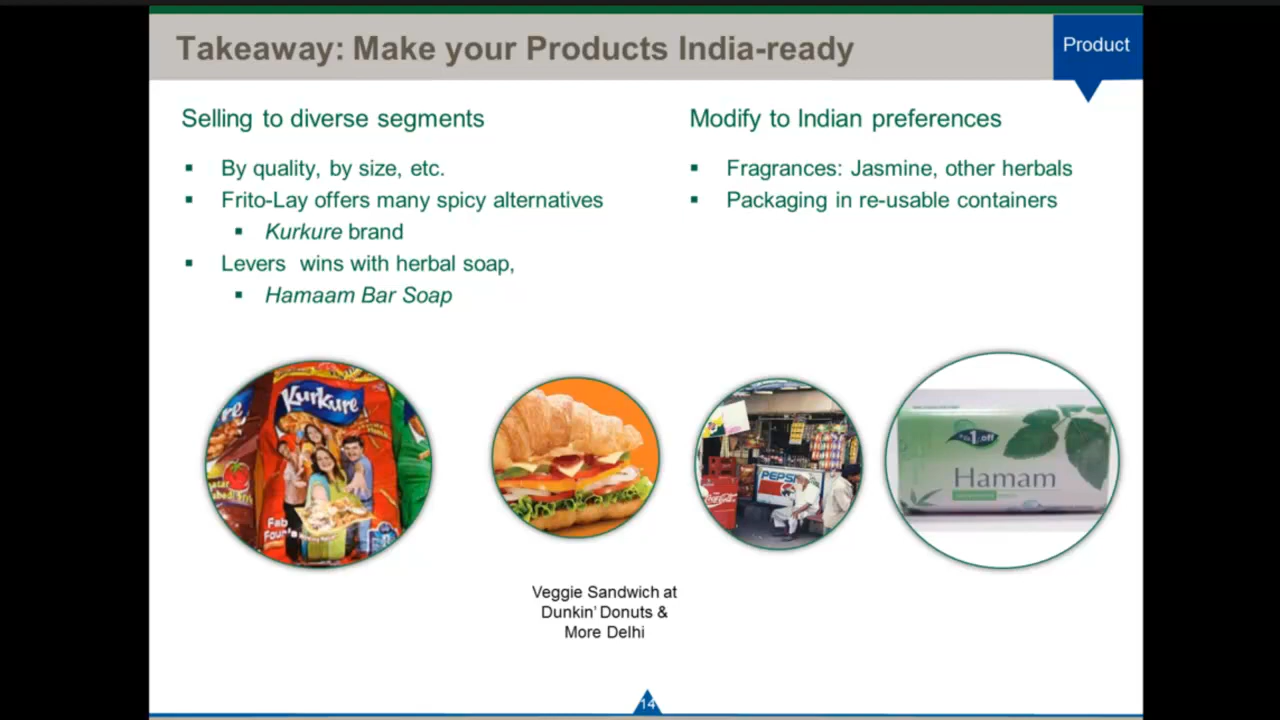 Takeaway: Make your Products India-ready
Product
Selling to diverse segments
▪ By quality, by size, etc.
▪ Frito-Lay offers many spicy alternatives
▪ Kurkure brand
▪ Levers wins with herbal soap,
▪ Hamaam Bar Soap
Modify to Indian preferences
▪ Fragrances: Jasmine, other herbals
▪ Packaging in re-usable containers
Kurkure
PEPSI
Coca-Cola
1 off
Hamam
Veggie Sandwich at
Dunkin' Donuts &
More Delhi
14